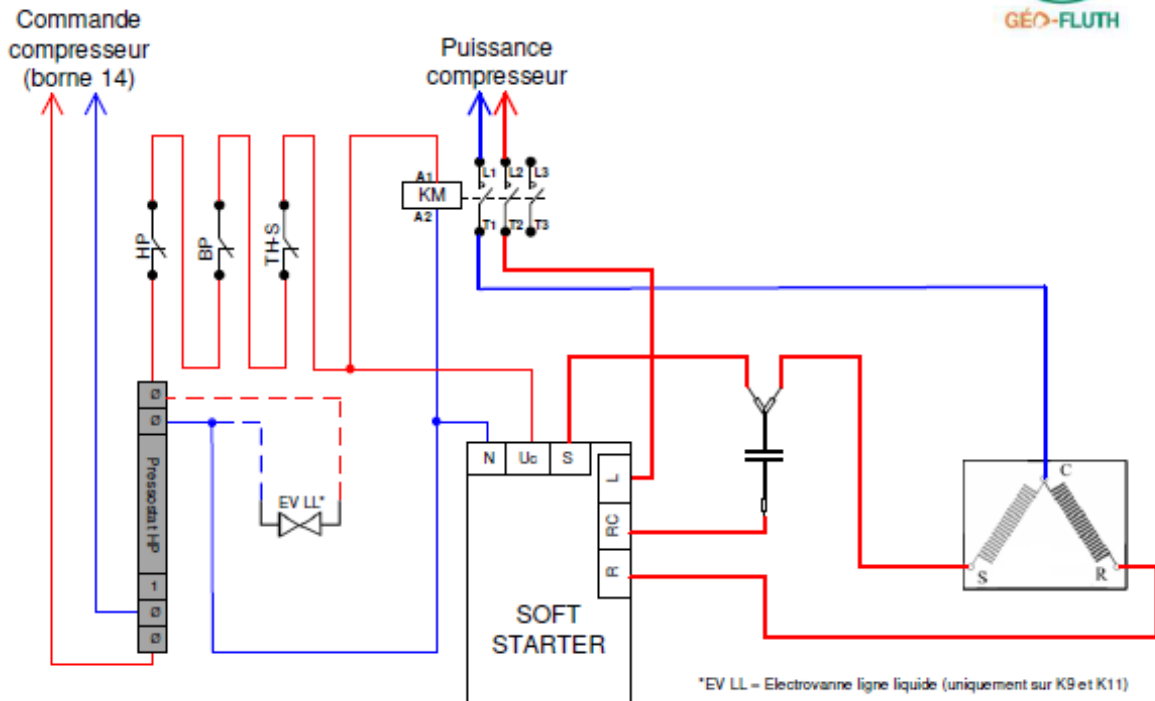 Commande
compresseur
(borne 14)
GÉO-FLUTH
Puissance
compresseur
L1 L2 L3
A1
KM
A2
T1 T2 T3
HP
BP
TH-S
Ø
Ø
Pressostat HP
1
Ø
Ø
EV LL*
N Uc S
L
RC
R
SOFT
STARTER
C
S
R
*EV LL – Electrovanne ligne liquide (uniquement sur K9 et K11)